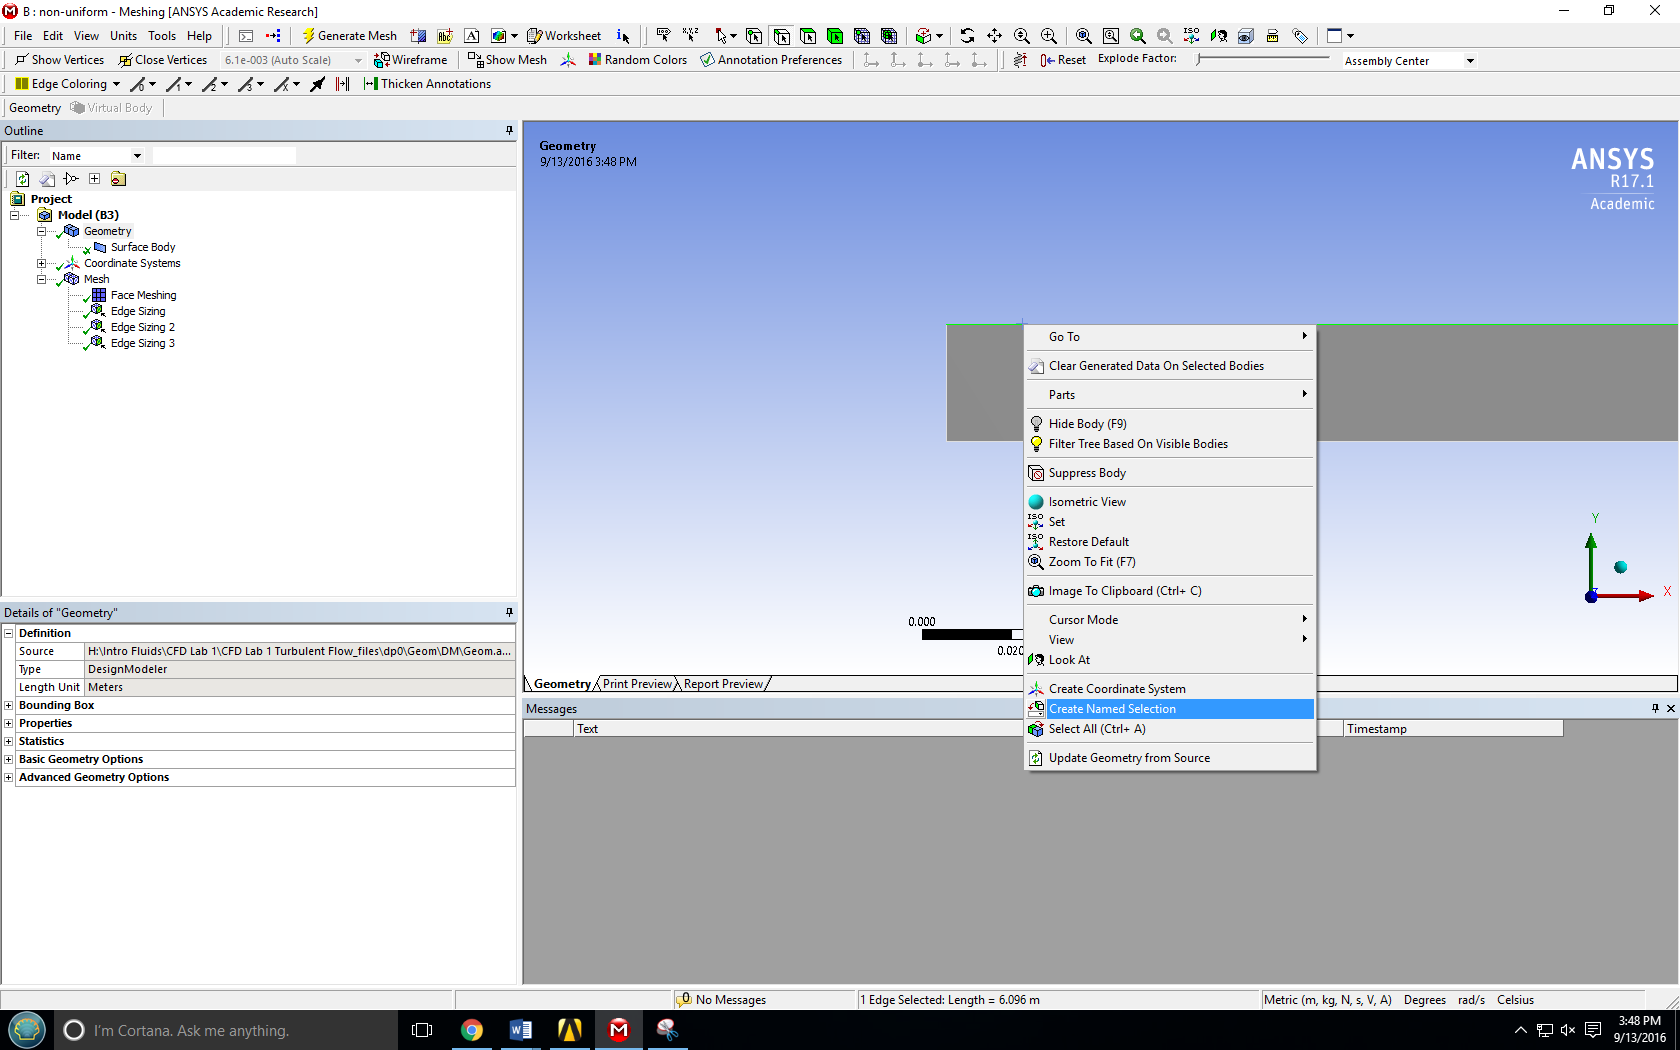 B : non-uniform - Meshing [ANSYS Academic Research]
File Edit View Units Tools Help Generate Mesh Worksheet
Show Vertices Close Vertices 6.1e-003 (Auto Scale) Wireframe Show Mesh Random Colors Annotation Preferences Reset Explode Factor: Assembly Center
Edge Coloring Thicken Annotations
Geometry Virtual Body
Outline
Filter: Name
Project
Model (B3)
Geometry
Surface Body
Coordinate Systems
Mesh
Face Meshing
Edge Sizing
Edge Sizing 2
Edge Sizing 3
Details of "Geometry"
Definition
Source H:\Intro Fluids\CFD Lab 1\CFD Lab 1 Turbulent Flow_files\dp0\Geom\DM\Geom.a...
Type DesignModeler
Length Unit Meters
Bounding Box
Properties
Statistics
Basic Geometry Options
Advanced Geometry Options
Geometry
9/13/2016 3:48 PM
ANSYS
R17.1
Academic
Go To
Clear Generated Data On Selected Bodies
Parts
Hide Body (F9)
Filter Tree Based On Visible Bodies
Suppress Body
Isometric View
ISO Set
ISO Restore Default
Zoom To Fit (F7)
Image To Clipboard (Ctrl+ C)
Cursor Mode
View
Look At
Create Coordinate System
Create Named Selection
Select All (Ctrl+ A)
Update Geometry from Source
0.000
0.020
Y
X
Geometry Print Preview Report Preview
Messages
Text Timestamp
0 No Messages 1 Edge Selected: Length = 6.096 m Metric (m, kg, N, s, V, A) Degrees rad/s Celsius
I'm Cortana. Ask me anything.
3:48 PM
9/13/2016